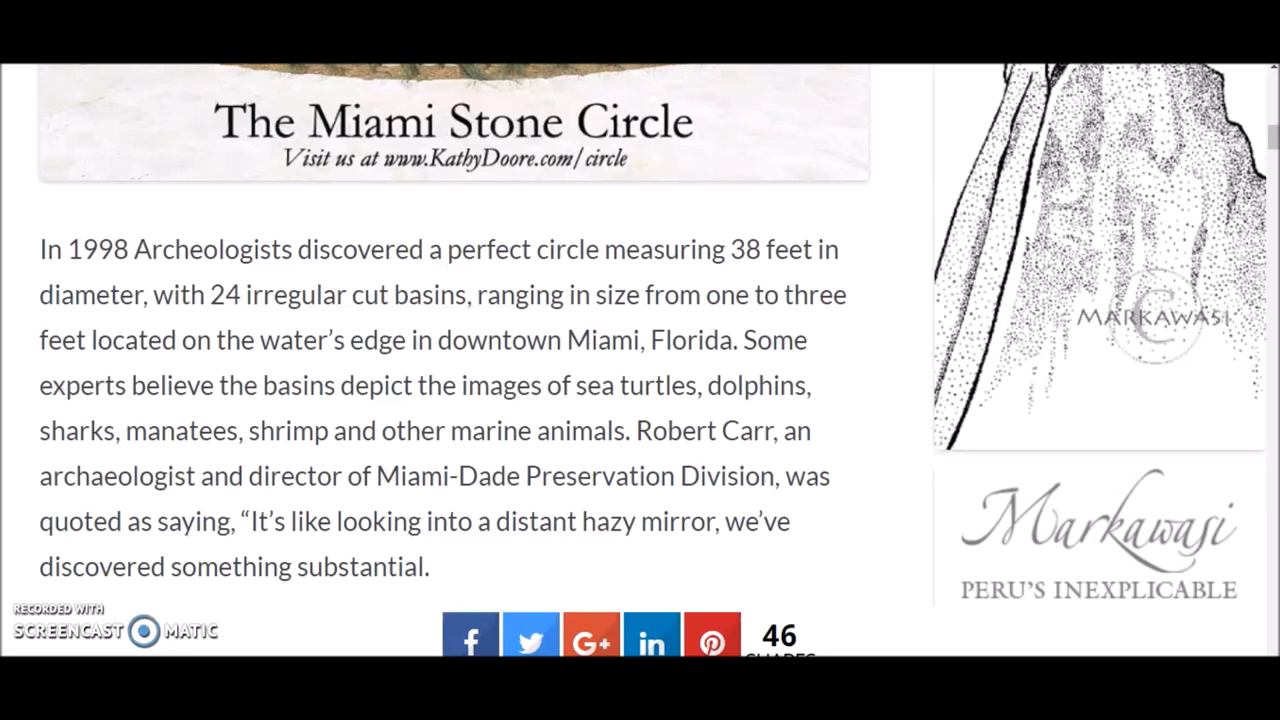 The Miami Stone Circle
Visit us at www.KathyDoore.com/circle
In 1998 Archeologists discovered a perfect circle measuring 38 feet in
diameter, with 24 irregular cut basins, ranging in size from one to three
feet located on the water’s edge in downtown Miami, Florida. Some
experts believe the basins depict the images of sea turtles, dolphins,
sharks, manatees, shrimp and other marine animals. Robert Carr, an
archaeologist and director of Miami-Dade Preservation Division, was
quoted as saying, “It’s like looking into a distant hazy mirror, we’ve
discovered something substantial.
MARKAWASI
Markawasi
PERU'S INEXPLICABLE
RECORDED WITH
SCREENCAST MATIC
f G+ in
46
SHARES